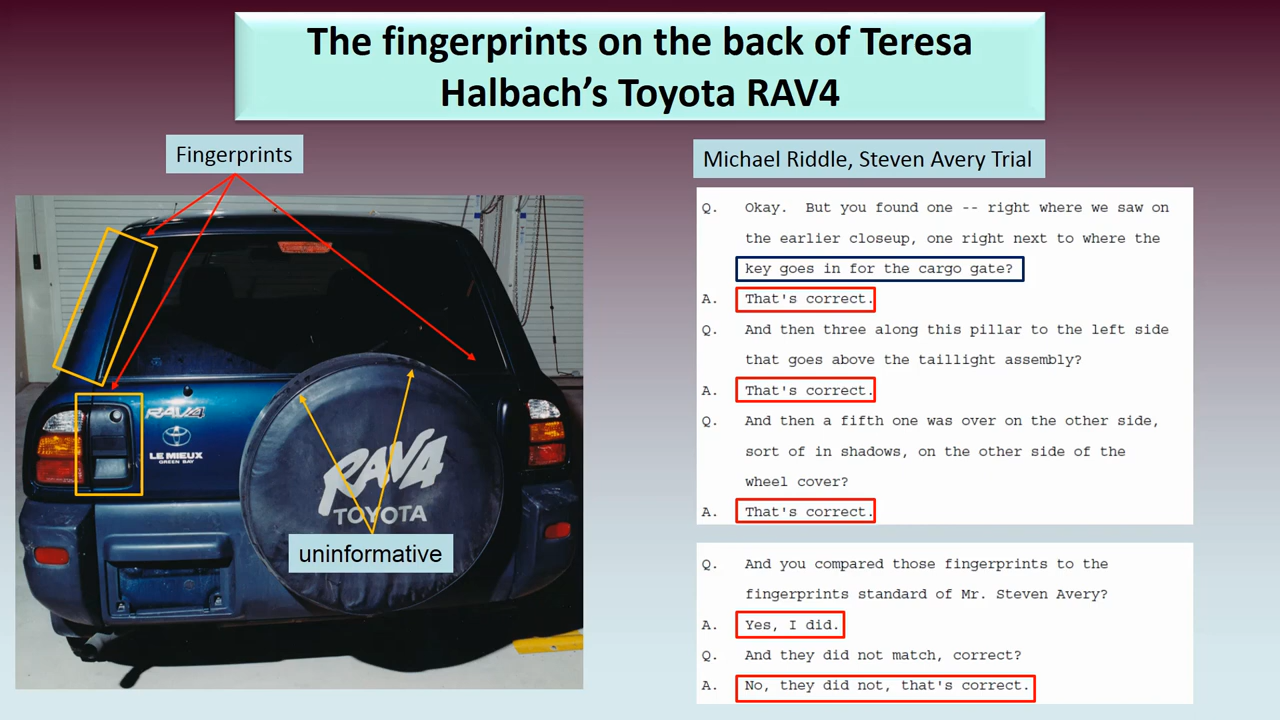 The fingerprints on the back of Teresa
Halbach's Toyota RAV4
Fingerprints
RAV4
LE MIEUX
GREEN BAY
RAV4
TOYOTA
uninformative
Michael Riddle, Steven Avery Trial
Q. Okay. But you found one -- right where we saw on
the earlier closeup, one right next to where the
key goes in for the cargo gate?
A. That's correct.
Q. And then three along this pillar to the left side
that goes above the taillight assembly?
A. That's correct.
Q. And then a fifth one was over on the other side,
sort of in shadows, on the other side of the
wheel cover?
A. That's correct.
Q. And you compared those fingerprints to the
fingerprints standard of Mr. Steven Avery?
A. Yes, I did.
Q. And they did not match, correct?
A. No, they did not, that's correct.